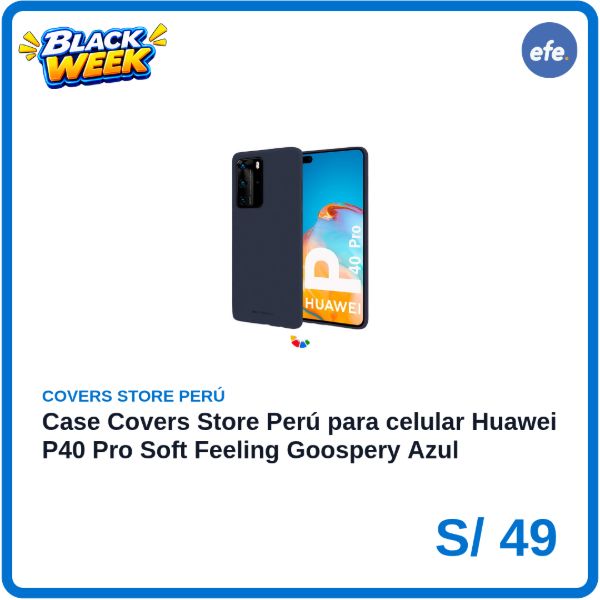 BLACK
WEEK
efe.
P
40 Pro
HUAWEI
COVERS STORE PERÚ
Case Covers Store Perú para celular Huawei
P40 Pro Soft Feeling Goospery Azul
S/ 49